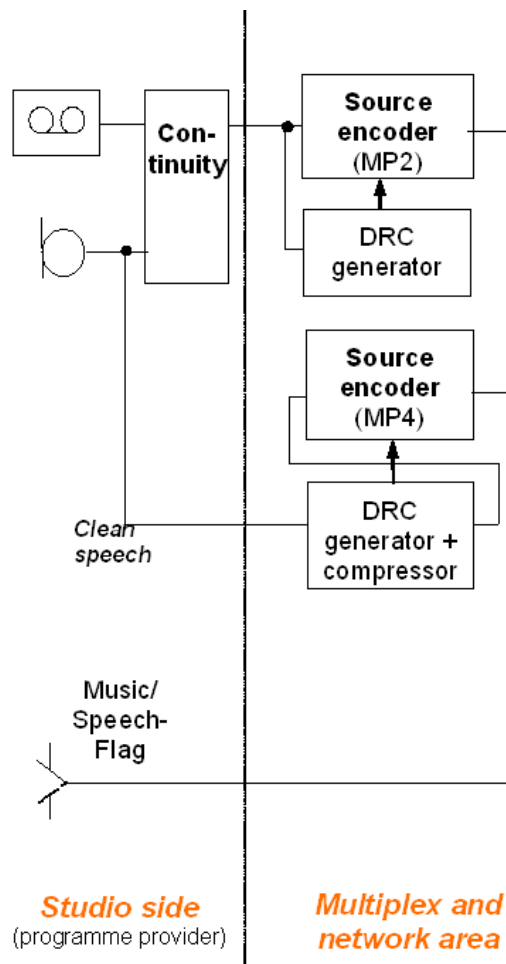 Con-
tinuity
Source
encoder
(MP2)
DRC
generator
Source
encoder
(MP4)
Clean
speech
DRC
generator +
compressor
Music/
Speech-
Flag
Studio side
(programme provider)
Multiplex and
network area